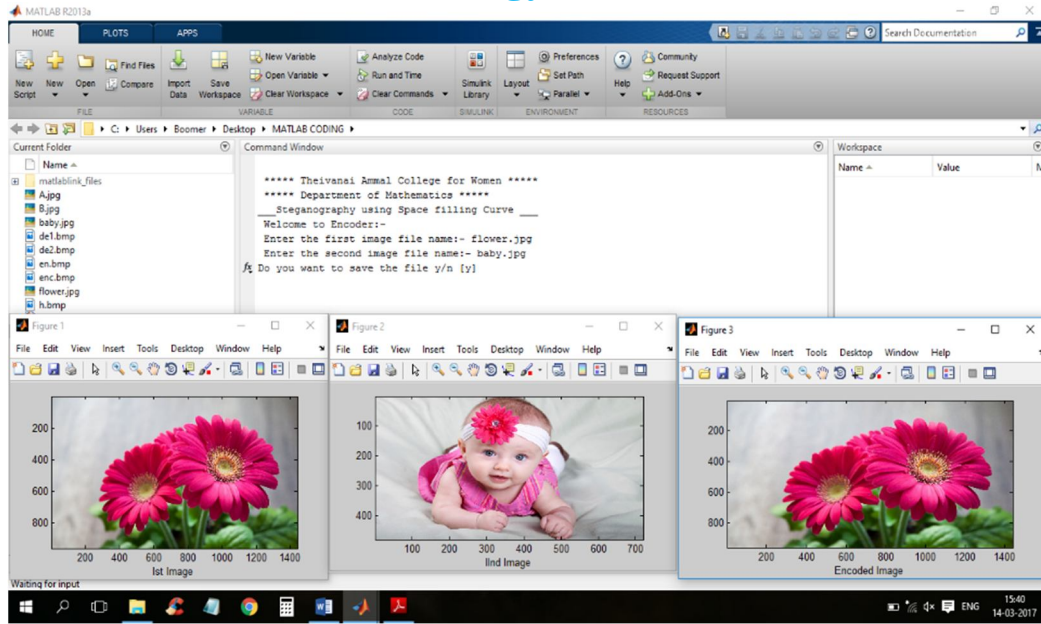 MATLAB R2013a
HOME PLOTS APPS Search Documentation
New Script New Open Find Files Compare Import Data Save Workspace New Variable Open Variable Clear Workspace Analyze Code Run and Time Clear Commands Simulink Library Layout Preferences Set Path Parallel Help Community Request Support Add-Ons
FILE VARIABLE CODE SIMULINK ENVIRONMENT RESOURCES
C: Users Boomer Desktop MATLAB CODING
Current Folder
Name
matlablink_files
A.jpg
B.jpg
baby.jpg
de1.bmp
de2.bmp
en.bmp
enc.bmp
flower.jpg
h.bmp
Command Window
***** Theivanai Ammal College for Women *****
***** Department of Mathematics *****
___Steganography using Space filling Curve ___
Welcome to Encoder:-
Enter the first image file name:- flower.jpg
Enter the second image file name:- baby.jpg
fx Do you want to save the file y/n [y]
Workspace
Name Value
Figure 1
File Edit View Insert Tools Desktop Window Help
200
400
600
800
200 400 600 800 1000 1200 1400
Ist Image
Figure 2
File Edit View Insert Tools Desktop Window Help
100
200
300
400
100 200 300 400 500 600 700
IInd Image
Figure 3
File Edit View Insert Tools Desktop Window Help
200
400
600
800
200 400 600 800 1000 1200 1400
Encoded Image
Waiting for input
ENG
15:40
14-03-2017